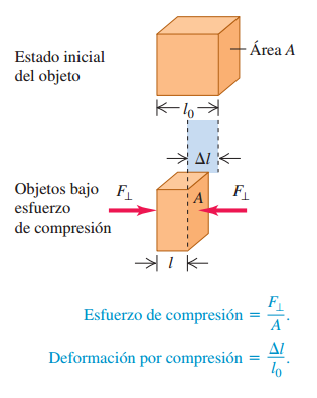 Estado inicial
del objeto
Área A
l₀
Δl
Objetos bajo
esfuerzo
de compresión
F⊥
A
F⊥
l
Esfuerzo de compresión = F⊥/A.
Deformación por compresión = Δl/l₀.